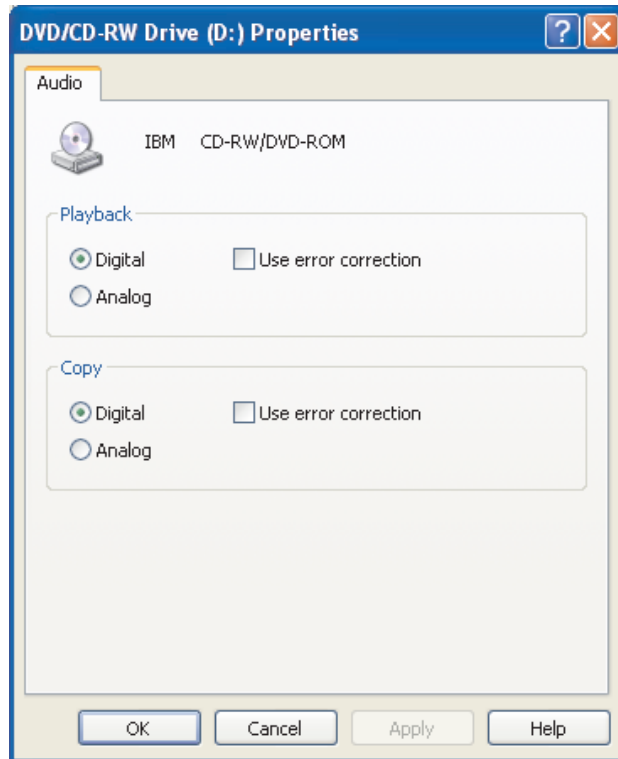 DVD/CD-RW Drive (D:) Properties
Audio
IBM CD-RW/DVD-ROM
Playback
Digital Use error correction
Analog
Copy
Digital Use error correction
Analog
OK Cancel Apply Help